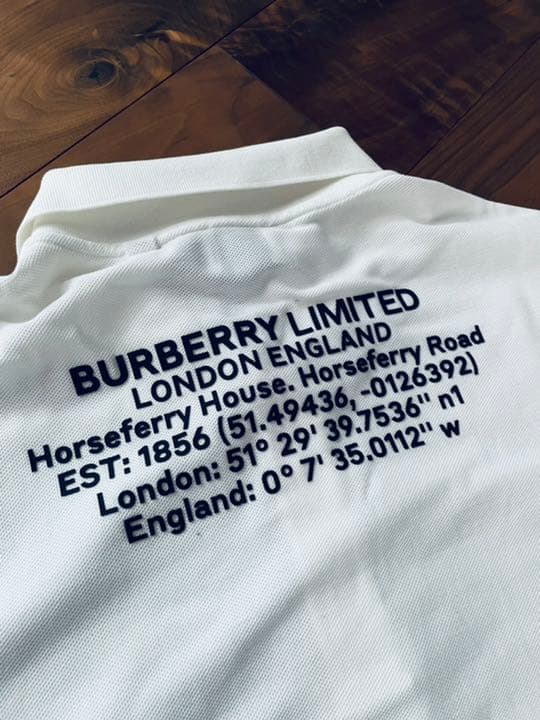 BURBERRY LIMITED
LONDON ENGLAND
Horseferry House. Horseferry Road
EST: 1856 (51.49436, -0126392)
London: 51° 29' 39.7536'' n1
England: 0° 7' 35.0112'' w